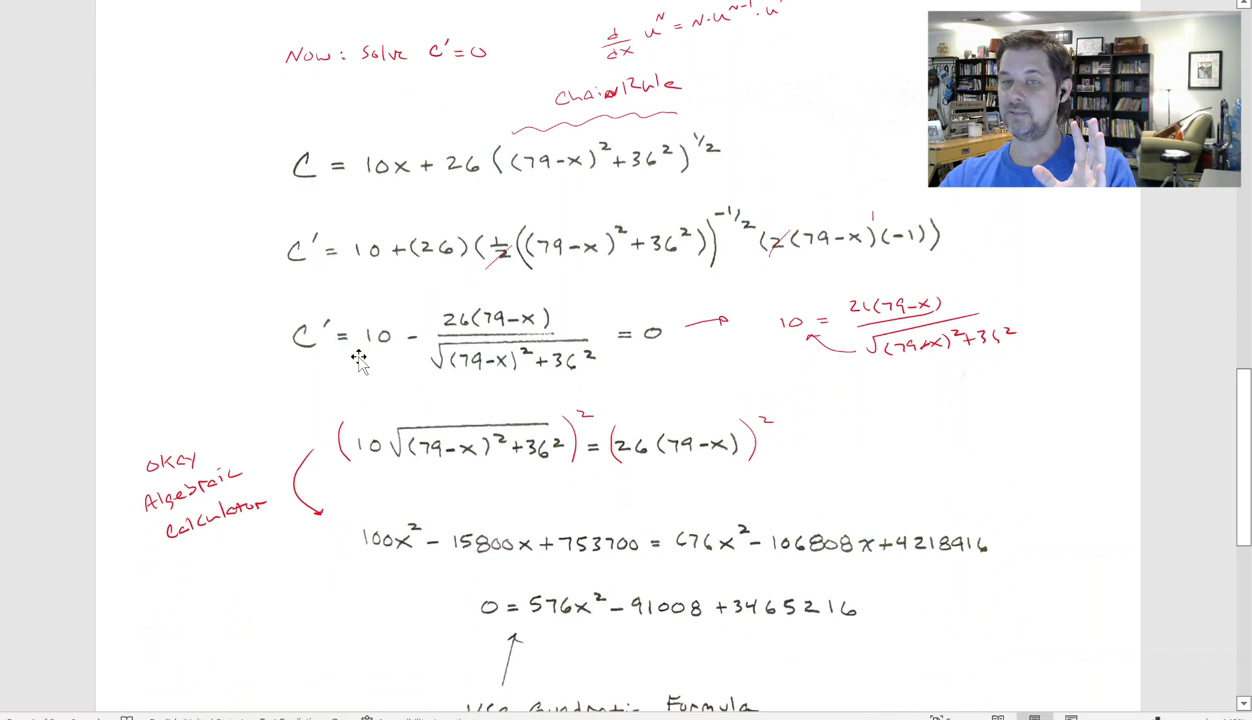 Now: Solve C'=0
d/dx u^N = N·u^N-1·u'
Chain Rule
C = 10x + 26 ((79-x)^2+36^2)^1/2
C' = 10 +(26)(1/2((79-x)^2+36^2))^-1/2 (2(79-x)^1(-1))
C' = 10 - 26(79-x)/√(79-x)^2+36^2 = 0
10 = 26(79-x)/√(79-x)^2+36^2
(10√(79-x)^2+36^2)^2 = (26(79-x))^2
okay
Algebraic
Calculator
100x^2 - 15800x + 753700 = 676x^2 - 106808x + 4218916
0 = 576x^2 - 91008 + 3465216
Use Quadratic Formula